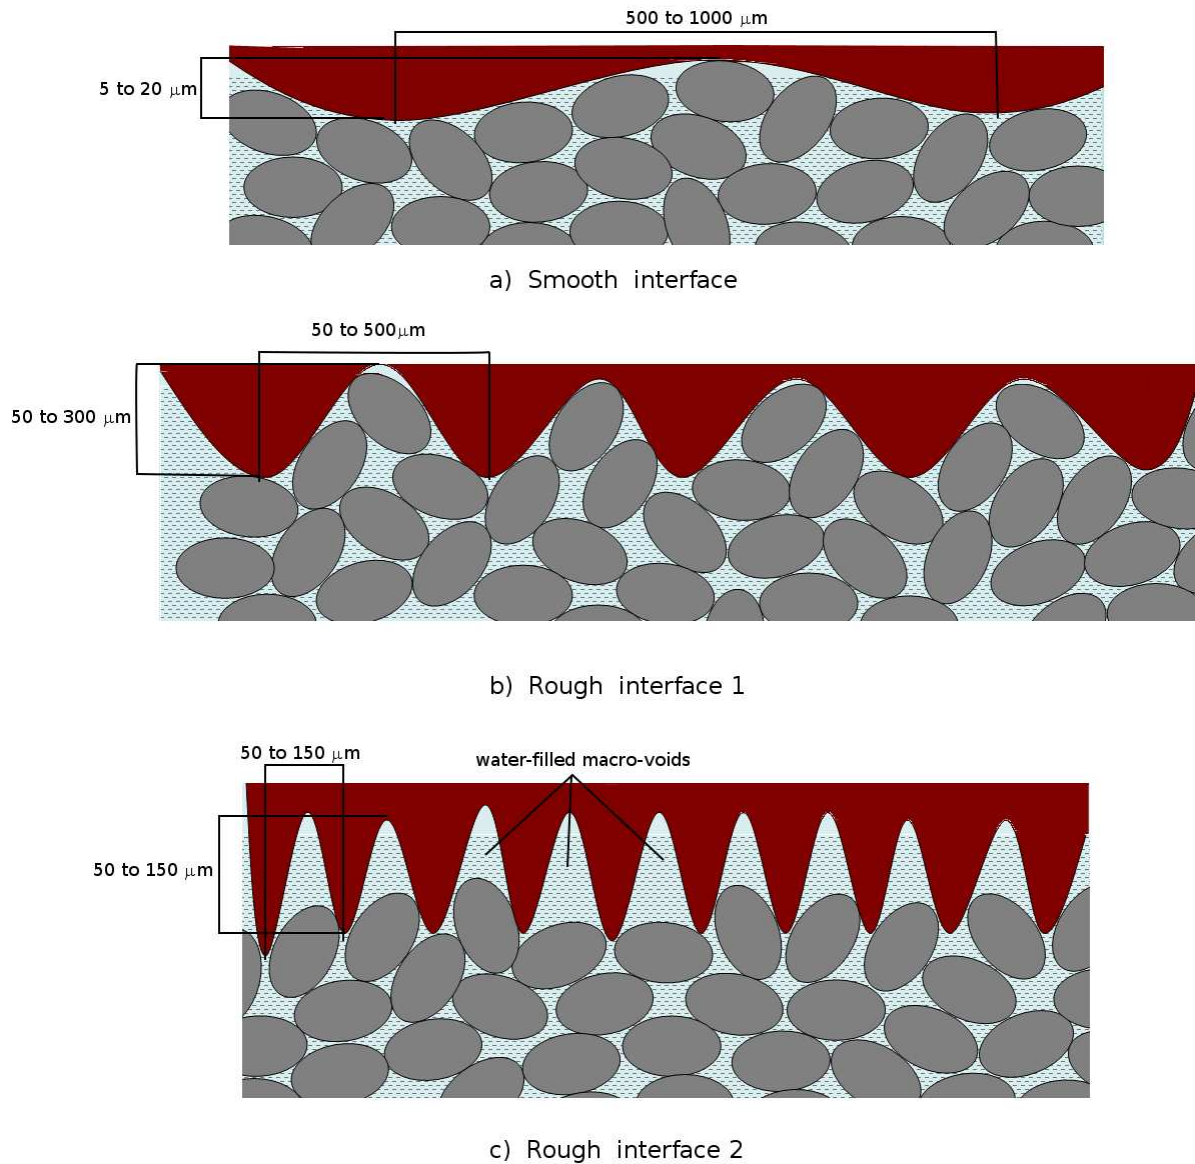 500 to 1000 μm
5 to 20 μm
a) Smooth interface
50 to 500μm
50 to 300 μm
b) Rough interface 1
50 to 150 μm
water-filled macro-voids
50 to 150 μm
c) Rough interface 2